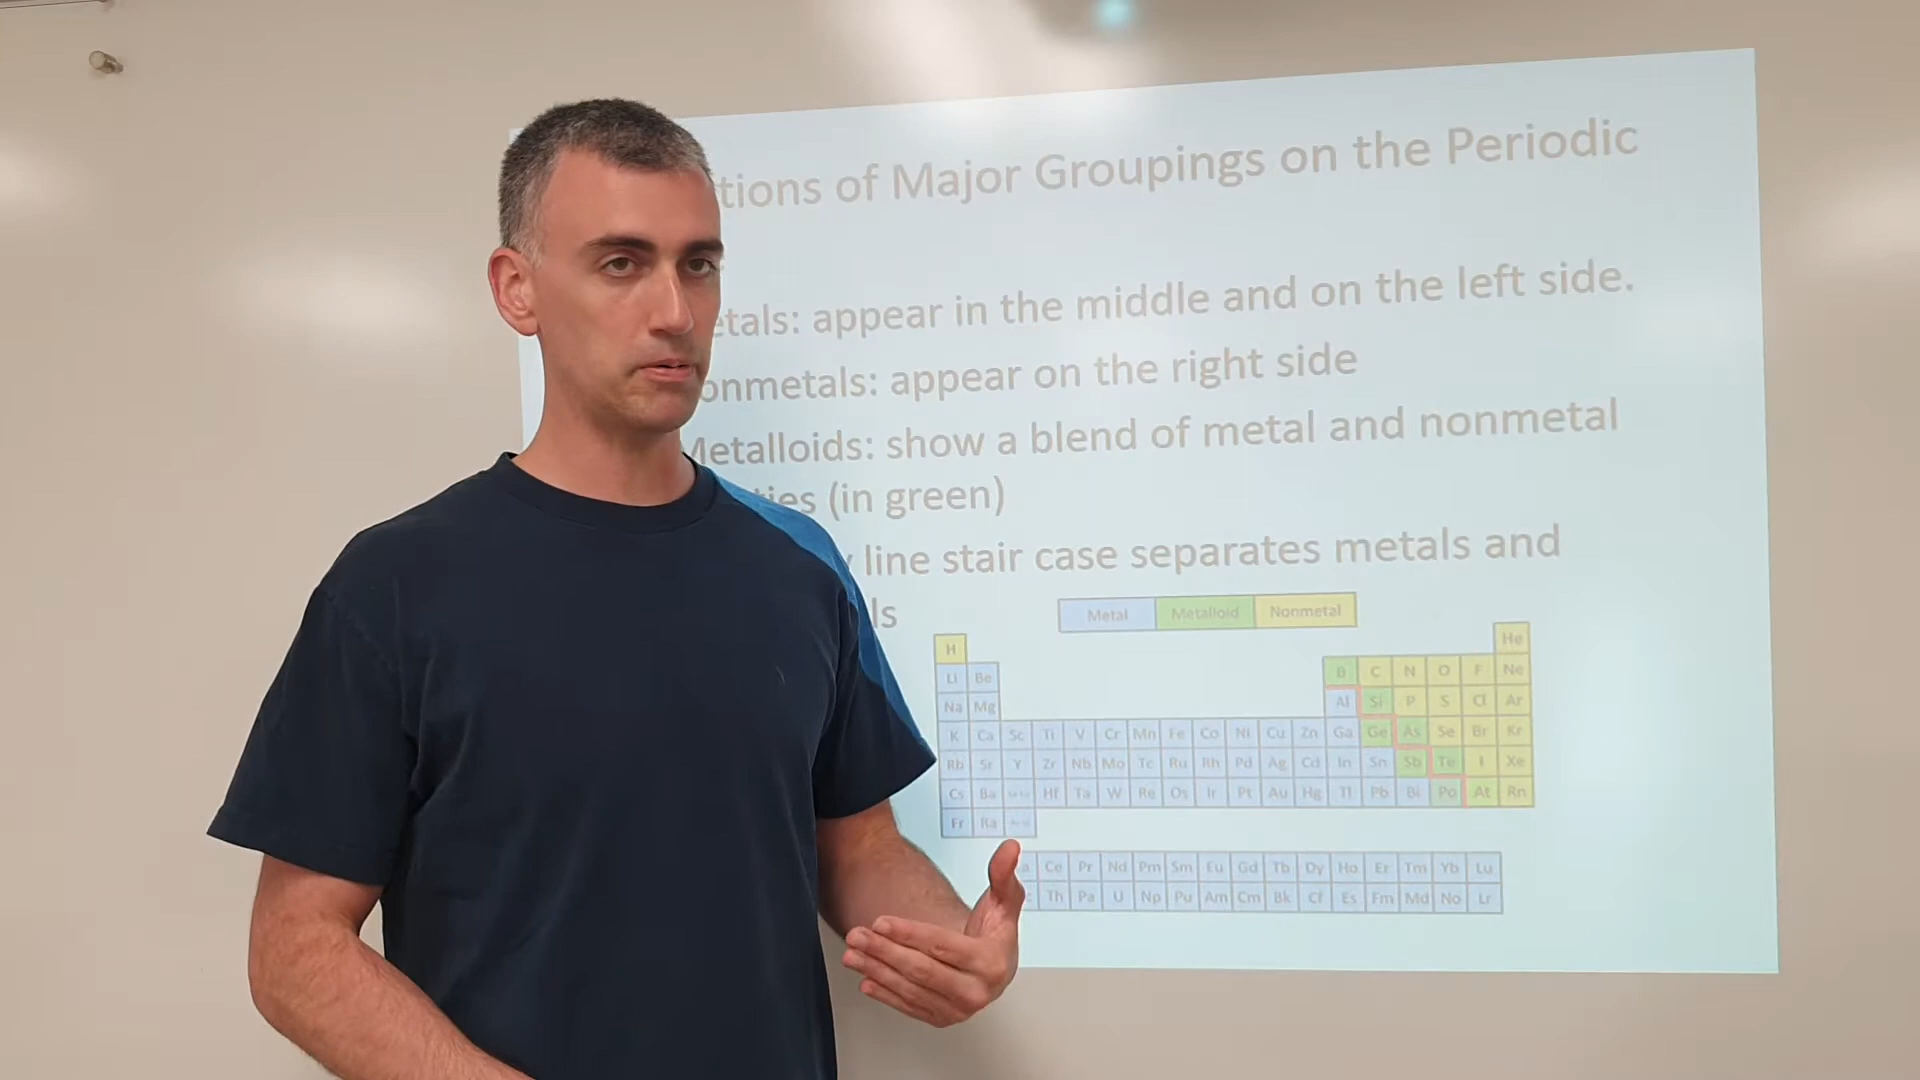 tions of Major Groupings on the Periodic
etals: appear in the middle and on the left side.
onmetals: appear on the right side
Metalloids: show a blend of metal and nonmetal
ties (in green)
line stair case separates metals and
ls
Metal Metalloid Nonmetal
H He
Li Be B C N O F Ne
Na Mg Al Si P S Cl Ar
K Ca Sc Ti V Cr Mn Fe Co Ni Cu Zn Ga Ge As Se Br Kr
Rb Sr Y Zr Nb Mo Tc Ru Rh Pd Ag Cd In Sn Sb Te I Xe
Cs Ba Hf Ta W Re Os Ir Pt Au Hg Tl Pb Bi Po At Rn
Fr Ra
a Ce Pr Nd Pm Sm Eu Gd Tb Dy Ho Er Tm Yb Lu
c Th Pa U Np Pu Am Cm Bk Cf Es Fm Md No Lr